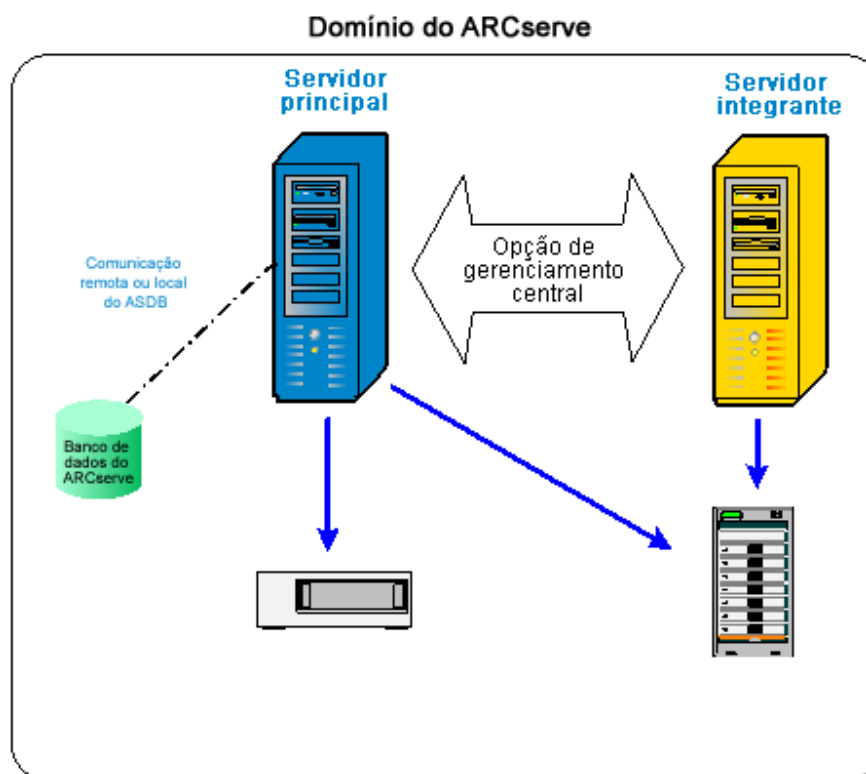 Domínio do ARCserve
Servidor
principal
Servidor
integrante
Opção de
gerenciamento
central
Comunicação
remota ou local
do ASDB
Banco de
dados do
ARCserve